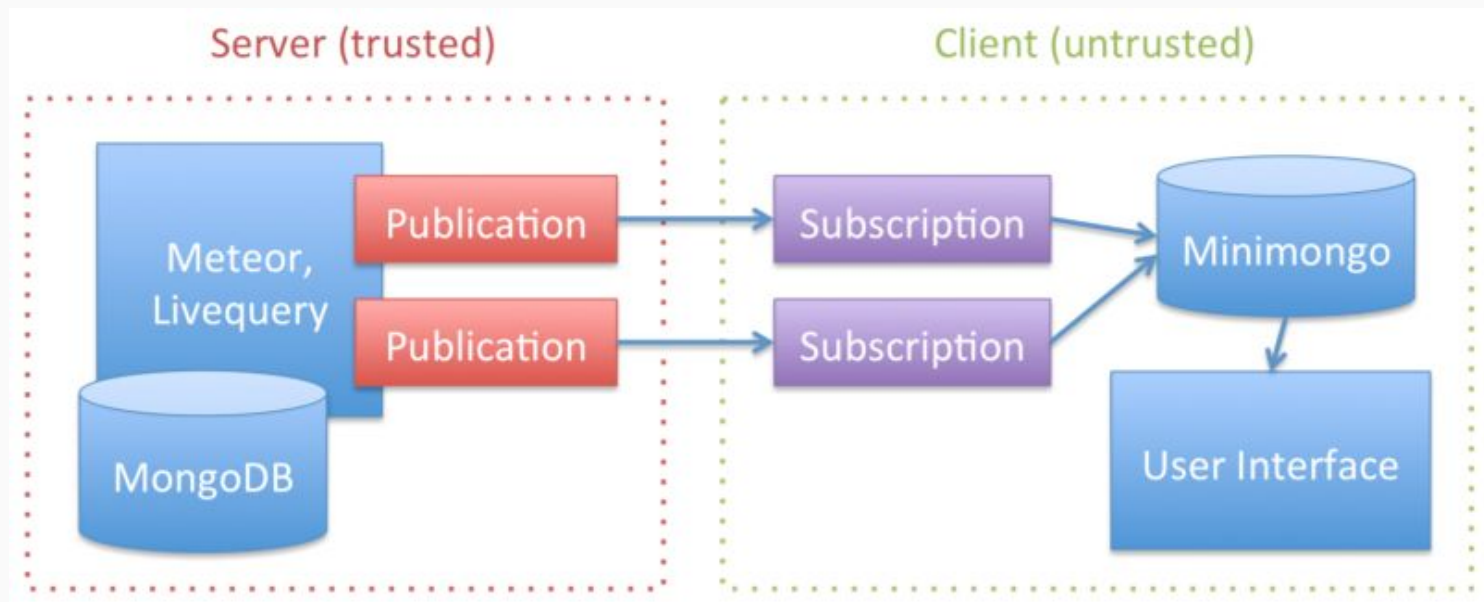 Server (trusted)
Client (untrusted)
Meteor,
Livequery
Publication
Publication
MongoDB
Subscription
Subscription
Minimongo
User Interface